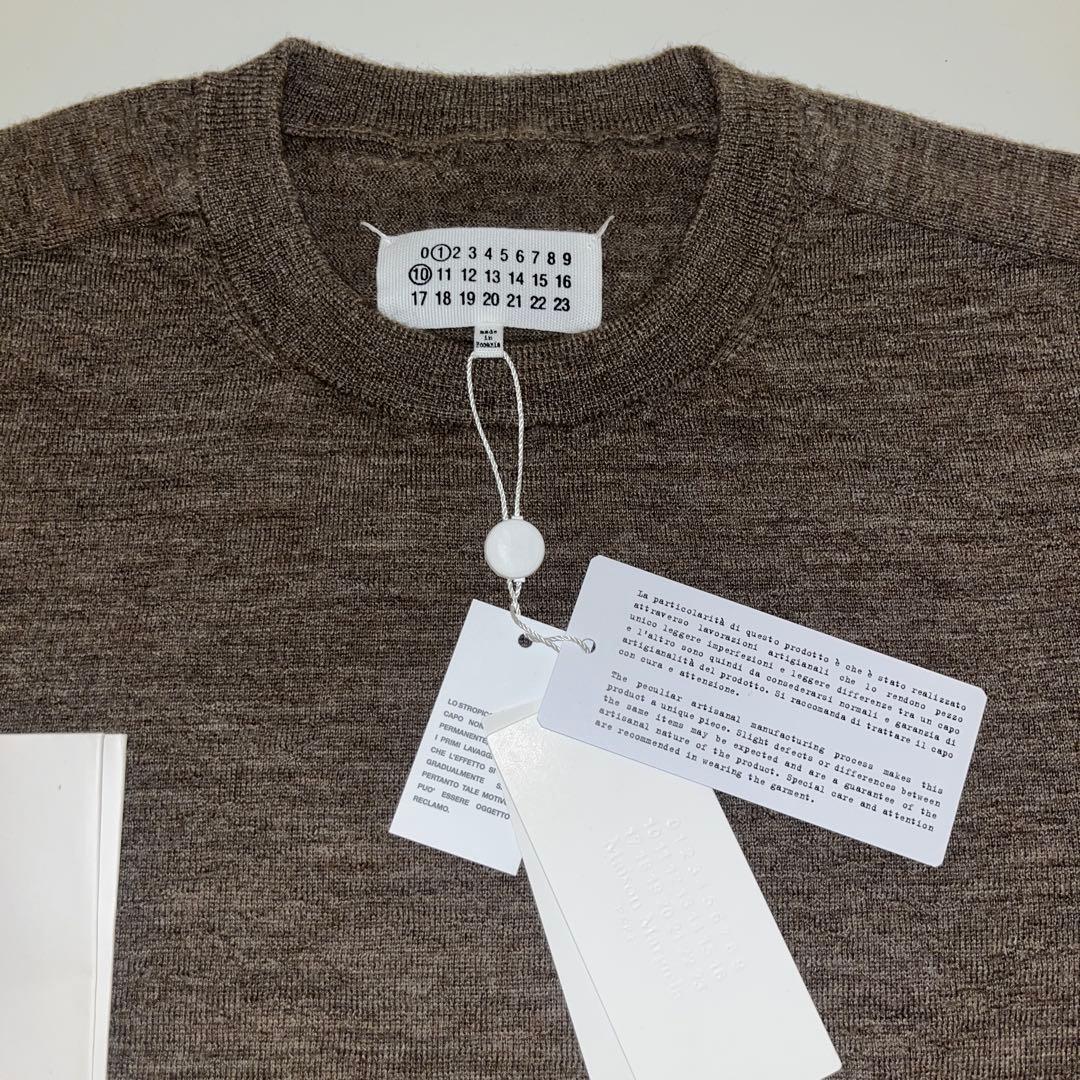 0 1 2 3 4 5 6 7 8 9
10 11 12 13 14 15 16
17 18 19 20 21 22 23
made
in
Romania
La particolarità di questo prodotto è che è stato realizzato
attraverso lavorazioni artigianali che lo rendono pezzo
unico leggere imperfezioni e leggere differenze tra un capo
e l'altro sono quindi da considerarsi normali e garanzia di
artigianalità del prodotto. Si raccomanda di trattare il capo
con cura e attenzione.
The peculiar artisanal manufacturing process makes this
product a unique piece. Slight defects or differences between
the same items may be expected and are a guarantee of the
artisanal nature of the product. Special care and attention
are recommended in wearing the garment.
LO STROPIC
CAPO NON
PERMANENTE
I PRIMI LAVAGG
CHE L'EFFETTO SI
GRADUALMENTE S
PERTANTO TALE MOTIV
PUO' ESSERE OGGETTO
RECLAMO.
Maison Margiela
Paris